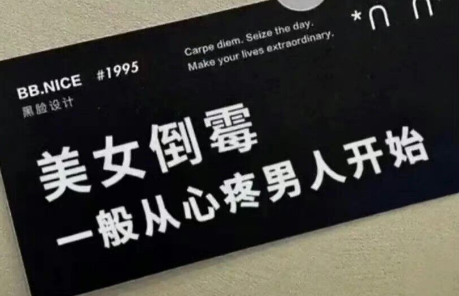 BB.NICE #1995
黑脸设计
Carpe diem. Seize the day.
Make your lives extraordinary.
*∩ ∩*
美女倒霉
一般从心疼男人开始